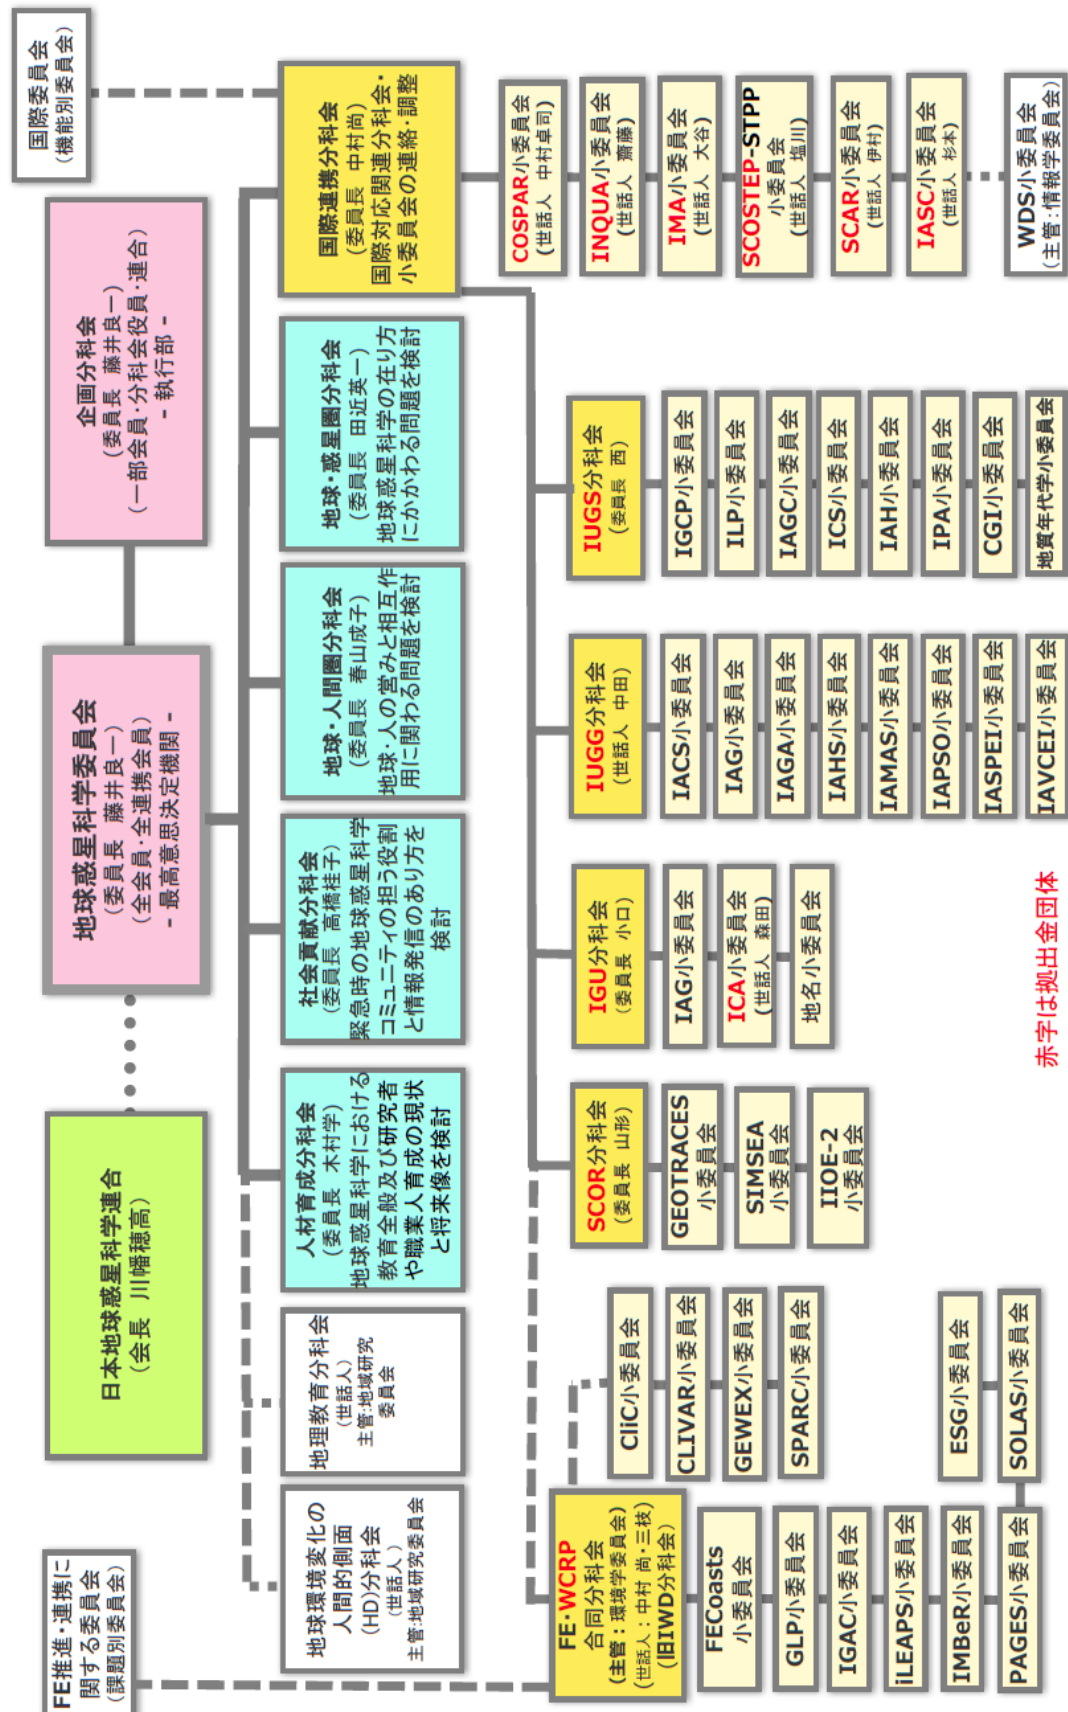 FE推進・連携に
関する委員会
(課題別委員会)
日本地球惑星科学連合
(会長 川幡穂高)
地球惑星科学委員会
(委員長 藤井良一)
(全会員・全連携会員)
- 最高意思決定機関 -
企画分科会
(委員長 藤井良一)
(一部会員・分科会役員・連合)
- 執行部 -
国際委員会
(機能別委員会)
地球環境変化の
人間的側面
(HD)分科会
(世話人)
主管:地域研究委員会
地理教育分科会
(世話人)
主管:地域研究
委員会
人材育成分科会
(委員長 木村学)
地球惑星科学における
教育全般及び研究者
や職業人育成の現状
と将来像を検討
社会貢献分科会
(委員長 高橋桂子)
緊急時の地球惑星科学
コミュニティの担う役割
と情報発信のあり方を
検討
地球・人間圏分科会
(委員長 春山成子)
地球・人の営みと相互作
用に関わる問題を検討
地球・惑星圏分科会
(委員長 田近英一)
地球惑星科学の在り方
にかかわる問題を検討
国際連携分科会
(委員長 中村尚)
国際対応関連分科会・
小委員会の連絡・調整
FE・WCRP
合同分科会
(主管:環境学委員会)
(世話人:中村 尚・三枝)
(旧IWD分科会)
FECoasts
小委員会
GLP小委員会
IGAC小委員会
iLEAPS小委員会
IMBeR小委員会
PAGES小委員会
CliC小委員会
CLIVAR小委員会
GEWEX小委員会
SPARC小委員会
ESG小委員会
SOLAS小委員会
SCOR分科会
(委員長 山形)
GEOTRACES
小委員会
SIMSEA
小委員会
IIOE-2
小委員会
IGU分科会
(委員長 小口)
IAG小委員会
ICA小委員会
(世話人 森田)
地名小委員会
IUGG分科会
(世話人 中田)
IACS小委員会
IAG小委員会
IAGA小委員会
IAHS小委員会
IAMAS小委員会
IAPSO小委員会
IASPEI小委員会
IAVCEI小委員会
IUGS分科会
(委員長 西)
IGCP小委員会
ILP小委員会
IAGC小委員会
ICS小委員会
IAH小委員会
IPA小委員会
CGI小委員会
地質年代学小委員会
COSPAR小委員会
(世話人 中村卓司)
INQUA小委員会
(世話人 齋藤)
IMA小委員会
(世話人 大谷)
SCOSTEP-STPP
小委員会
(世話人 塩川)
SCAR小委員会
(世話人 伊村)
IASC小委員会
(世話人 杉本)
WDS小委員会
(主管:情報学委員会)
赤字は拠出金団体